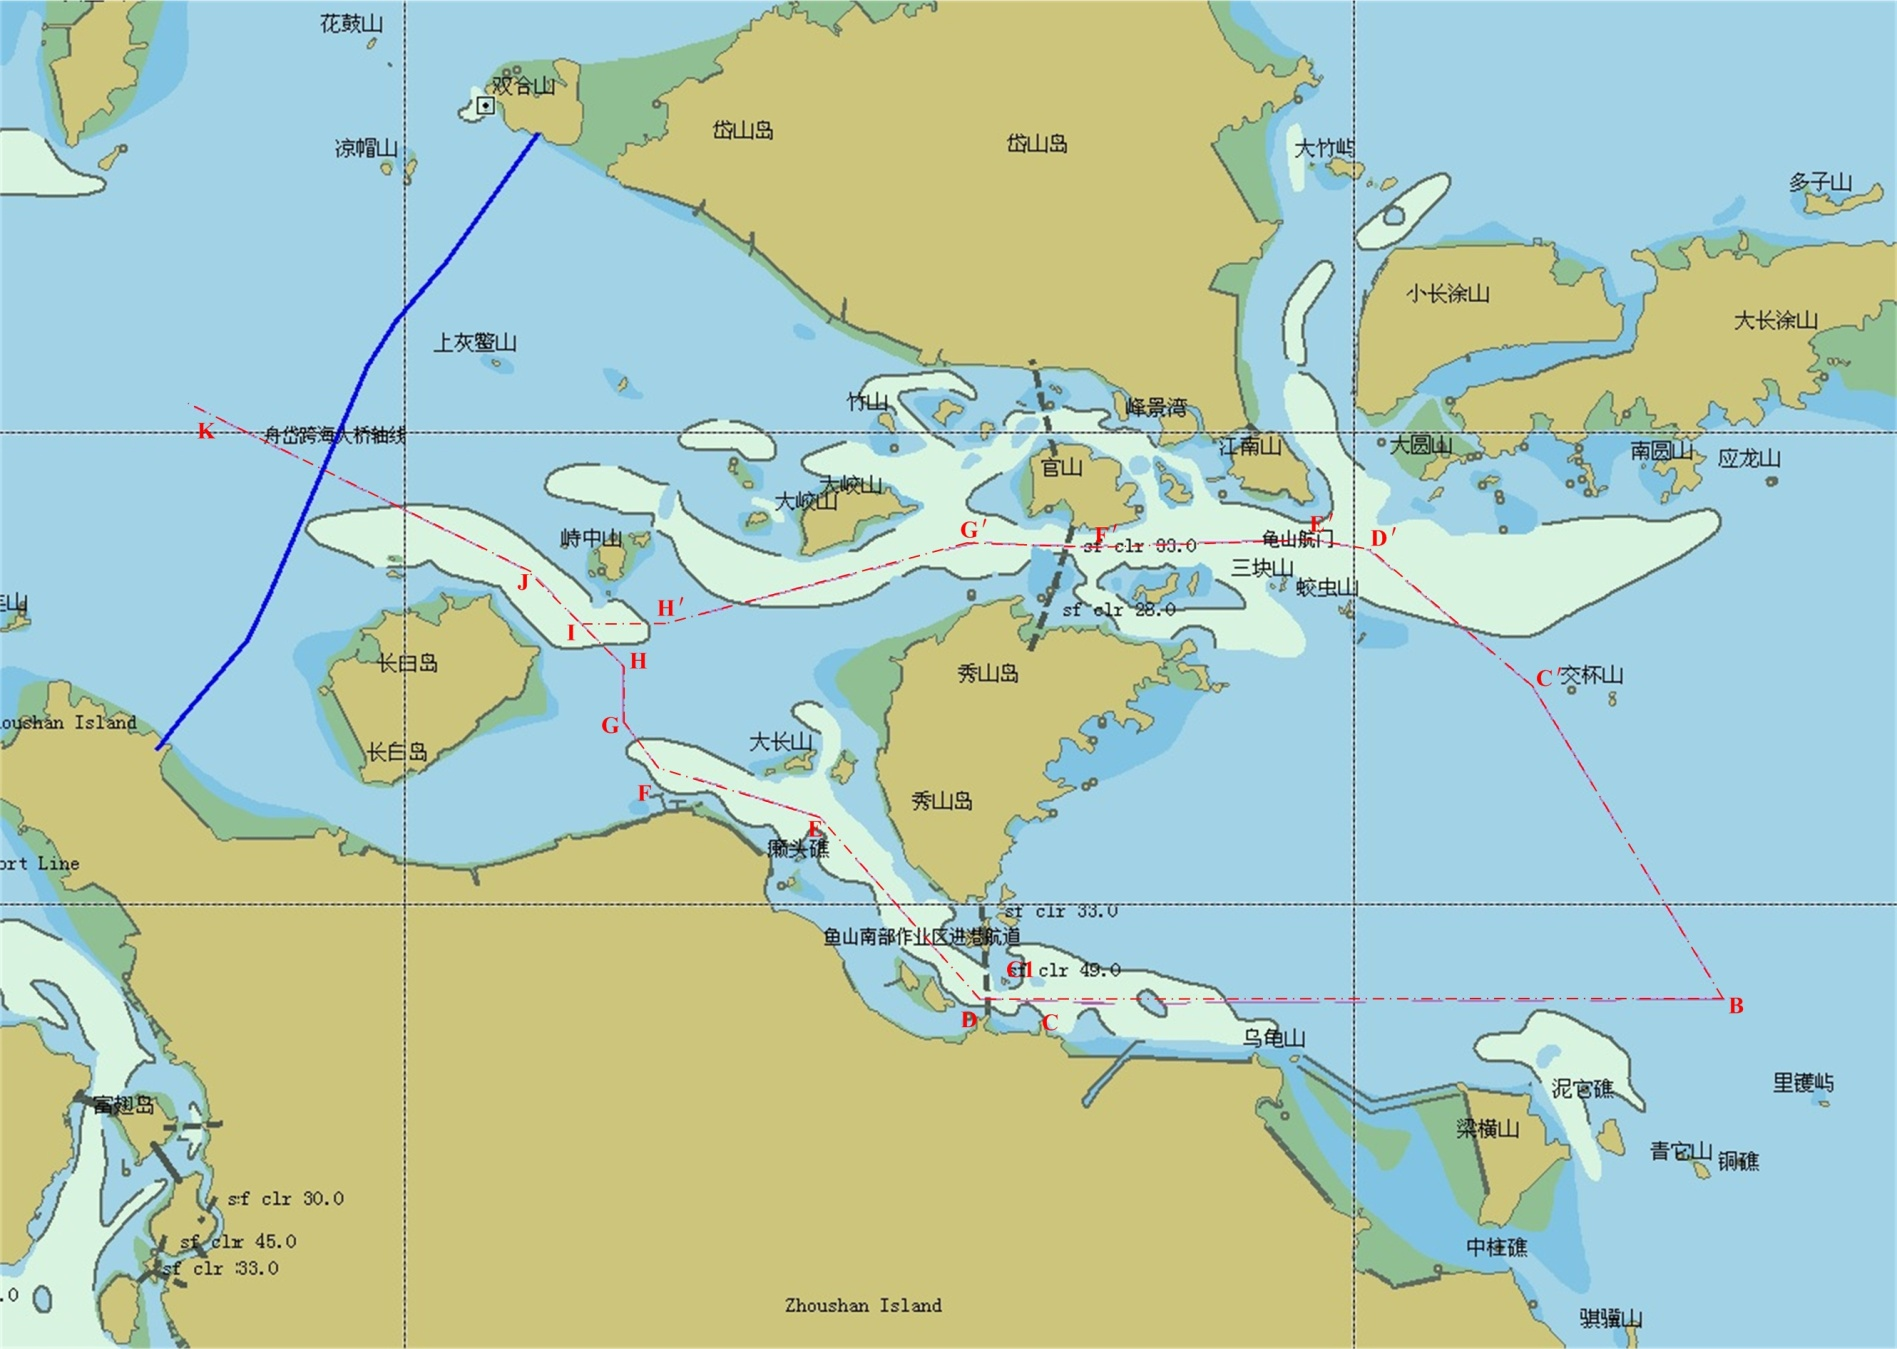 花鼓山
双合山
凉帽山
岱山岛
岱山岛
大竹屿
多子山
小长涂山
大长涂山
上灰鳖山
竹山
峰景湾
K
舟岱跨海大桥轴线
江南山
大圆山
南圆山
应龙山
官山
大峧山
大峧山
峙中山
G'
F'
E'
D'
sf clr 33.0
龟山航门
三块山
蛟虫山
J
H'
sf clr 28.0
I
H
长白岛
秀山岛
C'
交杯山
G
oushan Island
长白岛
大长山
F
秀山岛
E
癞头礁
ort Line
sf clr 33.0
鱼山南部作业区进港航道
C1
sf clr 49.0
D
C
B
乌龟山
泥它礁
里镬屿
富翅岛
梁横山
青它山
铜礁
sf clr 30.0
sf clr 45.0
sf clr 33.0
中柱礁
.0
Zhoushan Island
骐骥山